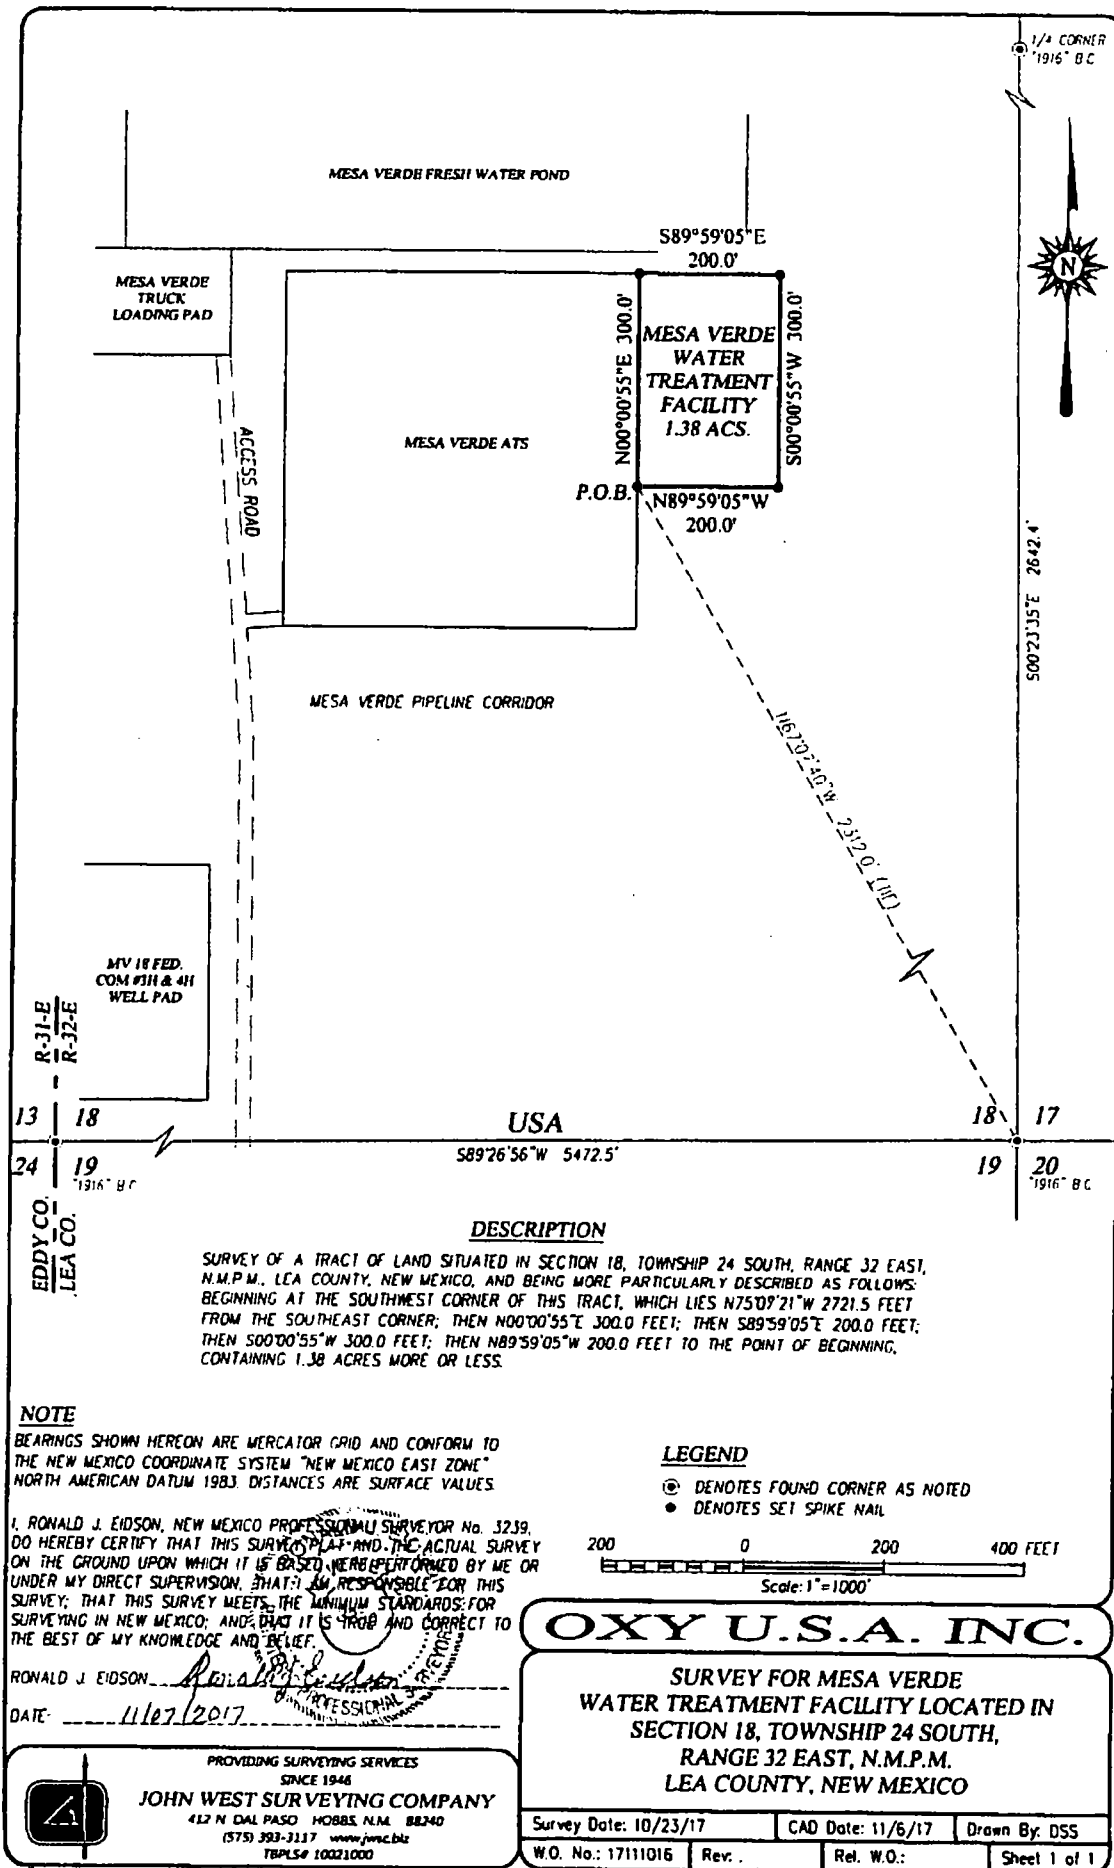 1/4 CORNER
"1916" B C
MESA VERDE FRESH WATER POND
S89°59'05"E
200.0'
N
MESA VERDE
TRUCK
LOADING PAD
N00°00'55"E 300.0'
MESA VERDE
WATER
TREATMENT
FACILITY
1.38 ACS.
S00°00'55"W 300.0'
ACCESS ROAD
MESA VERDE ATS
P.O.B.
N89°59'05"W
200.0'
S00°23'35"E 2642.4'
MESA VERDE PIPELINE CORRIDOR
2312.0' (TIE)
MV 18 FED.
COM #3H & 4H
WELL PAD
R-31-E
R-32-E
13 18
USA
18 17
S89°26'56"W 5472.5'
24 19
"1916" B C
19 20
"1916" B C
EDDY CO.
LEA CO.
DESCRIPTION
SURVEY OF A TRACT OF LAND SITUATED IN SECTION 18, TOWNSHIP 24 SOUTH, RANGE 32 EAST,
N.M.P.M., LEA COUNTY, NEW MEXICO, AND BEING MORE PARTICULARLY DESCRIBED AS FOLLOWS:
BEGINNING AT THE SOUTHWEST CORNER OF THIS TRACT, WHICH LIES N75°07'21"W 2721.5 FEET
FROM THE SOUTHEAST CORNER; THEN N00°00'55"E 300.0 FEET; THEN S89°59'05"E 200.0 FEET;
THEN S00°00'55"W 300.0 FEET; THEN N89°59'05"W 200.0 FEET TO THE POINT OF BEGINNING,
CONTAINING 1.38 ACRES MORE OR LESS.
NOTE
BEARINGS SHOWN HEREON ARE MERCATOR GRID AND CONFORM TO
THE NEW MEXICO COORDINATE SYSTEM "NEW MEXICO EAST ZONE"
NORTH AMERICAN DATUM 1983. DISTANCES ARE SURFACE VALUES.
LEGEND
DENOTES FOUND CORNER AS NOTED
DENOTES SET SPIKE NAIL
I, RONALD J. EIDSON, NEW MEXICO PROFESSIONAL SURVEYOR No. 3239,
DO HEREBY CERTIFY THAT THIS SURVEY PLAT AND THE ACTUAL SURVEY
ON THE GROUND UPON WHICH IT IS BASED WERE PERFORMED BY ME OR
UNDER MY DIRECT SUPERVISION; THAT I AM RESPONSIBLE FOR THIS
SURVEY; THAT THIS SURVEY MEETS THE MINIMUM STANDARDS FOR
SURVEYING IN NEW MEXICO; AND THAT IT IS TRUE AND CORRECT TO
THE BEST OF MY KNOWLEDGE AND BELIEF.
200 0 200 400 FEET
Scale: 1"=1000'
RONALD J. EIDSON Ronald J. Eidson
PROFESSIONAL SURVEYOR
DATE: 11/07/2017
OXY U.S.A. INC.
SURVEY FOR MESA VERDE
WATER TREATMENT FACILITY LOCATED IN
SECTION 18, TOWNSHIP 24 SOUTH,
RANGE 32 EAST, N.M.P.M.
LEA COUNTY, NEW MEXICO
PROVIDING SURVEYING SERVICES
SINCE 1946
JOHN WEST SURVEYING COMPANY
412 N. DAL PASO HOBBS, N.M. 88240
(575) 393-3117 www.jwsc.biz
TBPLS# 10021000
Survey Date: 10/23/17 CAD Date: 11/6/17 Drawn By: DSS
W.O. No.: 17111016 Rev: . Rel. W.O.: Sheet 1 of 1